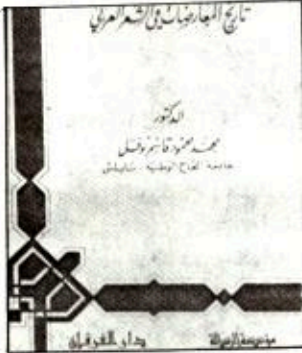 تاريخ المعارضات في الشعر العربي
الدكتور
محمد محمود قاسم نوفل
جامعة النجاح الوطنية - نابلس
مؤسسة الرسالة
دار الفرقان